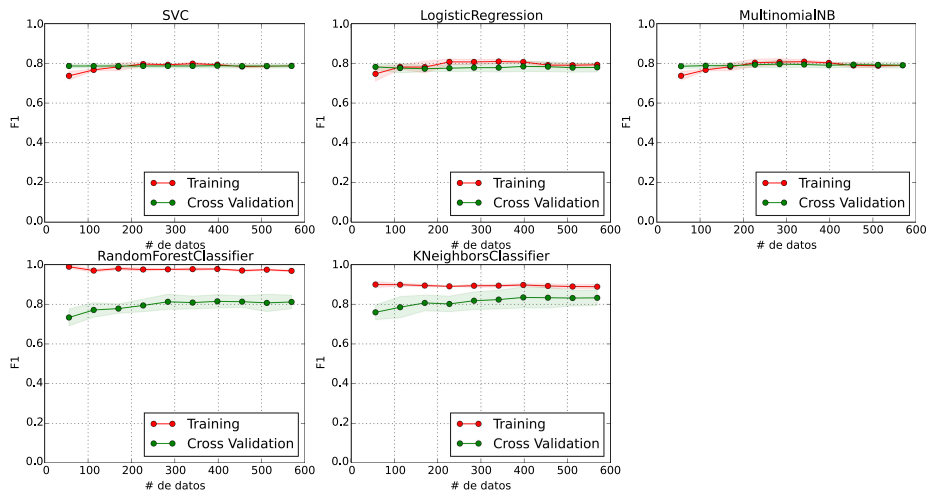 SVC
1.0
0.8
0.6
0.4
0.2
0.0
F1
0 100 200 300 400 500 600
# de datos
Training
Cross Validation
LogisticRegression
1.0
0.8
0.6
0.4
0.2
0.0
F1
0 100 200 300 400 500 600
# de datos
Training
Cross Validation
MultinomialNB
1.0
0.8
0.6
0.4
0.2
0.0
F1
0 100 200 300 400 500 600
# de datos
Training
Cross Validation
RandomForestClassifier
1.0
0.8
0.6
0.4
0.2
0.0
F1
0 100 200 300 400 500 600
# de datos
Training
Cross Validation
KNeighborsClassifier
1.0
0.8
0.6
0.4
0.2
0.0
F1
0 100 200 300 400 500 600
# de datos
Training
Cross Validation